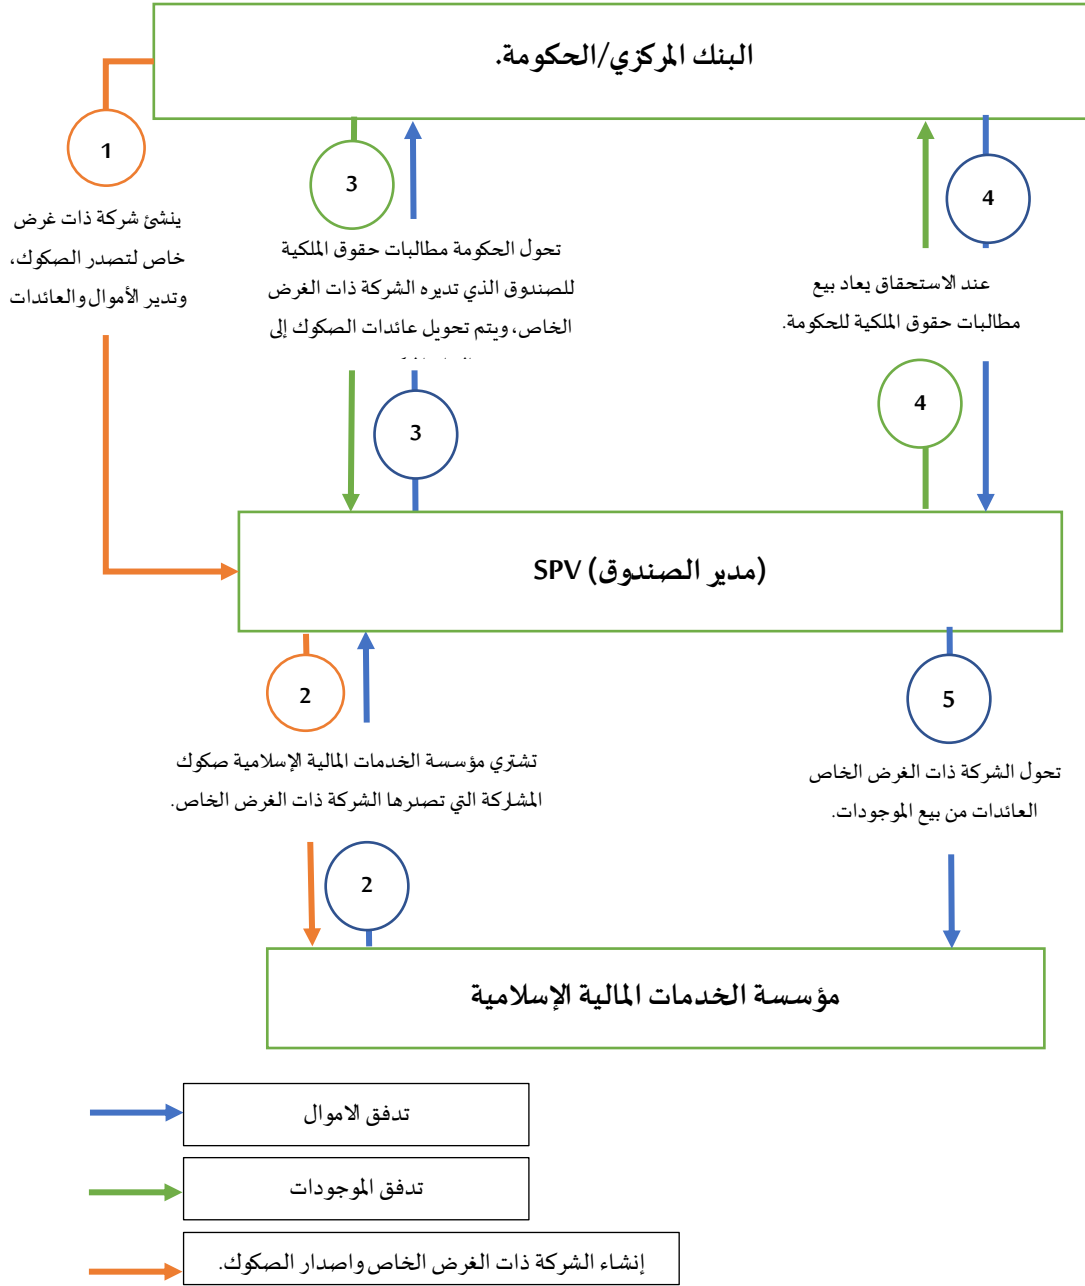 البنك المركزي/الحكومة.
1
ينشئ شركة ذات غرض
خاص لتصدر الصكوك،
وتدير الأموال والعائدات
3
تحول الحكومة مطالبات حقوق الملكية
للصندوق الذي تديره الشركة ذات الغرض
الخاص، ويتم تحويل عائدات الصكوك إلى
3
4
عند الاستحقاق يعاد بيع
مطالبات حقوق الملكية للحكومة.
4
(مدير الصندوق) SPV
2
تشتري مؤسسة الخدمات المالية الإسلامية صكوك
المشاركة التي تصدرها الشركة ذات الغرض الخاص.
2
5
تحول الشركة ذات الغرض الخاص
العائدات من بيع الموجودات.
مؤسسة الخدمات المالية الإسلامية
تدفق الاموال
تدفق الموجودات
إنشاء الشركة ذات الغرض الخاص واصدار الصكوك.